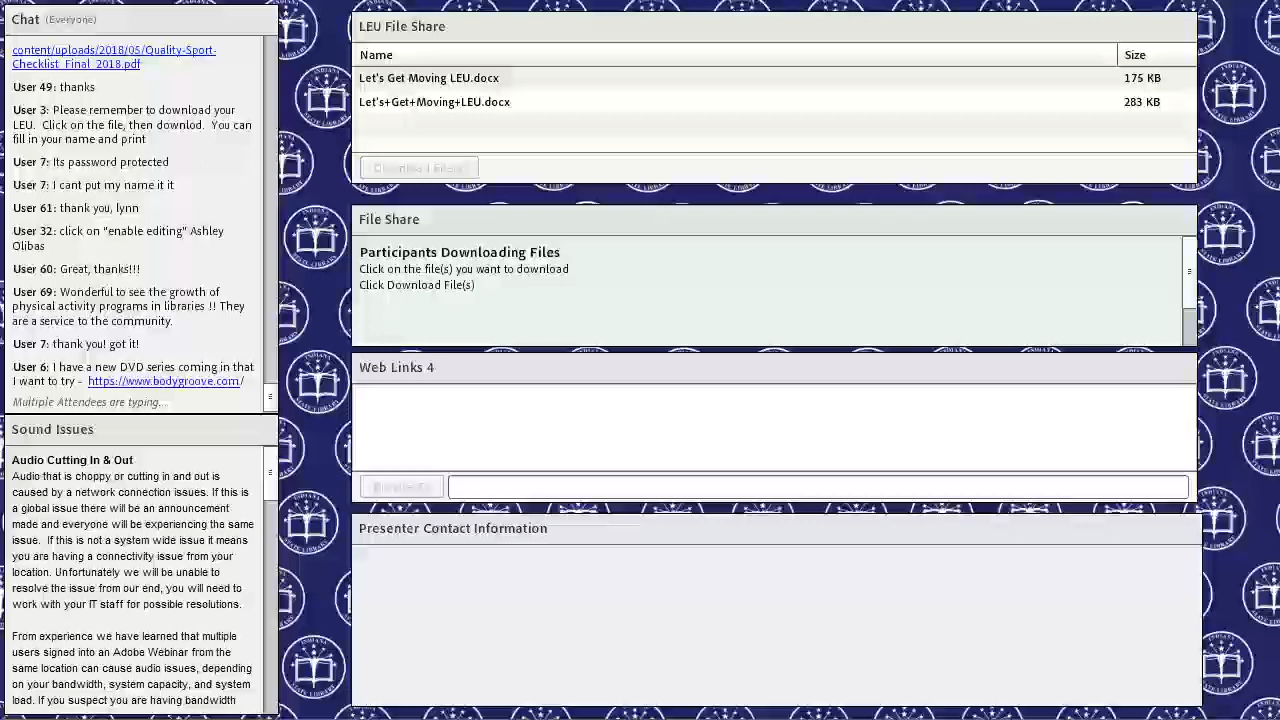 Chat (Everyone)
content/uploads/2018/05/Quality-Sport-
Checklist_Final_2018.pdf
User 49: thanks
User 3: Please remember to download your
LEU. Click on the file, then downlod. You can
fill in your name and print
User 7: Its password protected
User 7: I cant put my name it it
User 61: thank you, lynn
User 32: click on "enable editing" Ashley
Olibas
User 60: Great, thanks!!!
User 69: Wonderful to see the growth of
physical activity programs in libraries !! They
are a service to the community.
User 7: thank you! got it!
User 6: I have a new DVD series coming in that
I want to try - https://www.bodygroove.com/
Multiple Attendees are typing...
Sound Issues
Audio Cutting In & Out
Audio that is choppy or cutting in and out is
caused by a network connection issues. If this is
a global issue there will be an announcement
made and everyone will be experiencing the same
issue. If this is not a system wide issue it means
you are having a connectivity issue from your
location. Unfortunately we will be unable to
resolve the issue from our end, you will need to
work with your IT staff for possible resolutions.
From experience we have learned that multiple
users signed into an Adobe Webinar from the
same location can cause audio issues, depending
on your bandwidth, system capacity, and system
load. If you suspect you are having bandwidth
LEU File Share
Name Size
Let's Get Moving LEU.docx 175 KB
Let's+Get+Moving+LEU.docx 283 KB
File Share
Participants Downloading Files
Click on the file(s) you want to download
Click Download File(s)
Web Links 4
Presenter Contact Information
INDIANA
STATE LIBRARY